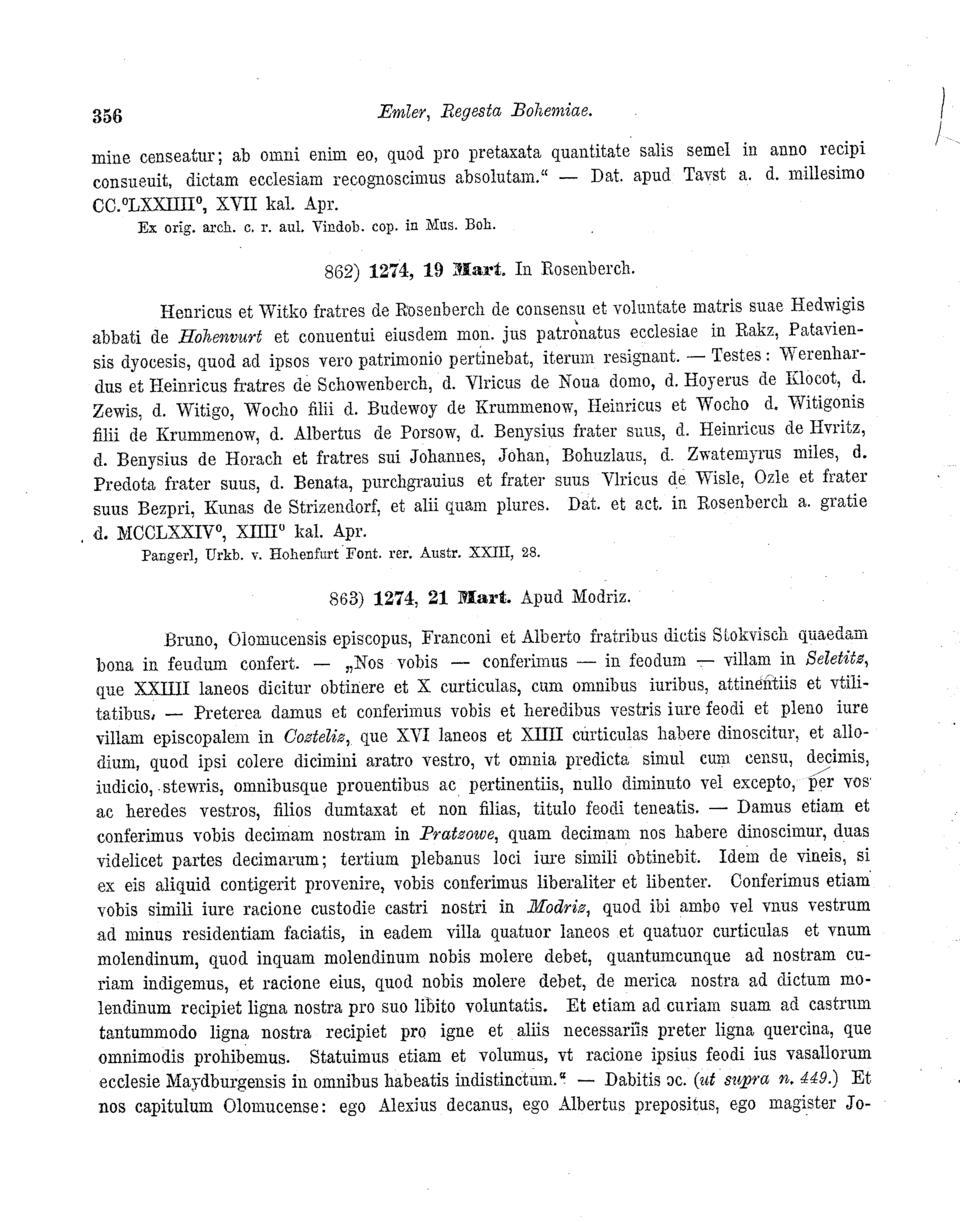 356
Emler, Regesta Bohemiae.
mine censeatur; ab omni enim eo, quod pro pretaxata quantitate salis semel in anno recipi
consueuit, dictam ecclesiam recognoscimus absolutam.“ — Dat. apud Tavst a. d. millesimo
CC.⁰LXXIIII⁰, XVII kal. Apr.
Ex orig. arch. c. r. aul. Vindob. cop. in Mus. Boh.
862) 1274, 19 Mart. In Rosenberch.
Henricus et Witko fratres de Rosenberch de consensu et voluntate matris suae Hedwigis
abbati de Hohenvurt et conuentui eiusdem mon. jus patronatus ecclesiae in Rakz, Patavien-
sis dyocesis, quod ad ipsos vero patrimonio pertinebat, iterum resignant. — Testes: Werenhar-
dus et Heinricus fratres de Schowenberch, d. Vlricus de Noua domo, d. Hoyerus de Klocot, d.
Zewis, d. Witigo, Wocho filii d. Budewoy de Krummenow, Heinricus et Wocho d. Witigonis
filii de Krummenow, d. Albertus de Porsow, d. Benysius frater suus, d. Heinricus de Hvritz,
d. Benysius de Horach et fratres sui Johannes, Johan, Bohuzlaus, d. Zwatemyrus miles, d.
Predota frater suus, d. Benata, purchgrauius et frater suus Vlricus de Wisle, Ozle et frater
suus Bezpri, Kunas de Strizendorf, et alii quam plures. Dat. et act. in Rosenberch a. gratie
d. MCCLXXIV⁰, XIIII⁰ kal. Apr.
Pangerl, Urkb. v. Hohenfurt Font. rer. Austr. XXIII, 28.
863) 1274, 21 Mart. Apud Modriz.
Bruno, Olomucensis episcopus, Franconi et Alberto fratribus dictis Stokvisch quaedam
bona in feudum confert. — „Nos vobis — conferimus — in feodum — villam in Seletitz,
que XXIIII laneos dicitur obtinere et X curticulas, cum omnibus iuribus, attinentiis et vtili-
tatibus. — Preterea damus et conferimus vobis et heredibus vestris iure feodi et pleno iure
villam episcopalem in Cozteliz, que XVI laneos et XIIII curticulas habere dinoscitur, et allo-
dium, quod ipsi colere dicimini aratro vestro, vt omnia predicta simul cum censu, decimis,
iudicio, stewris, omnibusque prouentibus ac pertinentiis, nullo diminuto vel excepto, per vos
ac heredes vestros, filios dumtaxat et non filias, titulo feodi teneatis. — Damus etiam et
conferimus vobis decimam nostram in Pratzowe, quam decimam nos habere dinoscimur, duas
videlicet partes decimarum; tertium plebanus loci iure simili obtinebit. Idem de vineis, si
ex eis aliquid contigerit provenire, vobis conferimus liberaliter et libenter. Conferimus etiam
vobis simili iure racione custodie castri nostri in Modriz, quod ibi ambo vel vnus vestrum
ad minus residentiam faciatis, in eadem villa quatuor laneos et quatuor curticulas et vnum
molendinum, quod inquam molendinum nobis molere debet, quantumcunque ad nostram cu-
riam indigemus, et racione eius, quod nobis molere debet, de merica nostra ad dictum mo-
lendinum recipiet ligna nostra pro suo libito voluntatis. Et etiam ad curiam suam ad castrum
tantummodo ligna nostra recipiet pro igne et aliis necessariis preter ligna quercina, que
omnimodis prohibemus. Statuimus etiam et volumus, vt racione ipsius feodi ius vasallorum
ecclesie Maydburgensis in omnibus habeatis indistinctum.“ — Dabitis ɔc. (ut supra n. 449.) Et
nos capitulum Olomucense: ego Alexius decanus, ego Albertus prepositus, ego magister Jo-